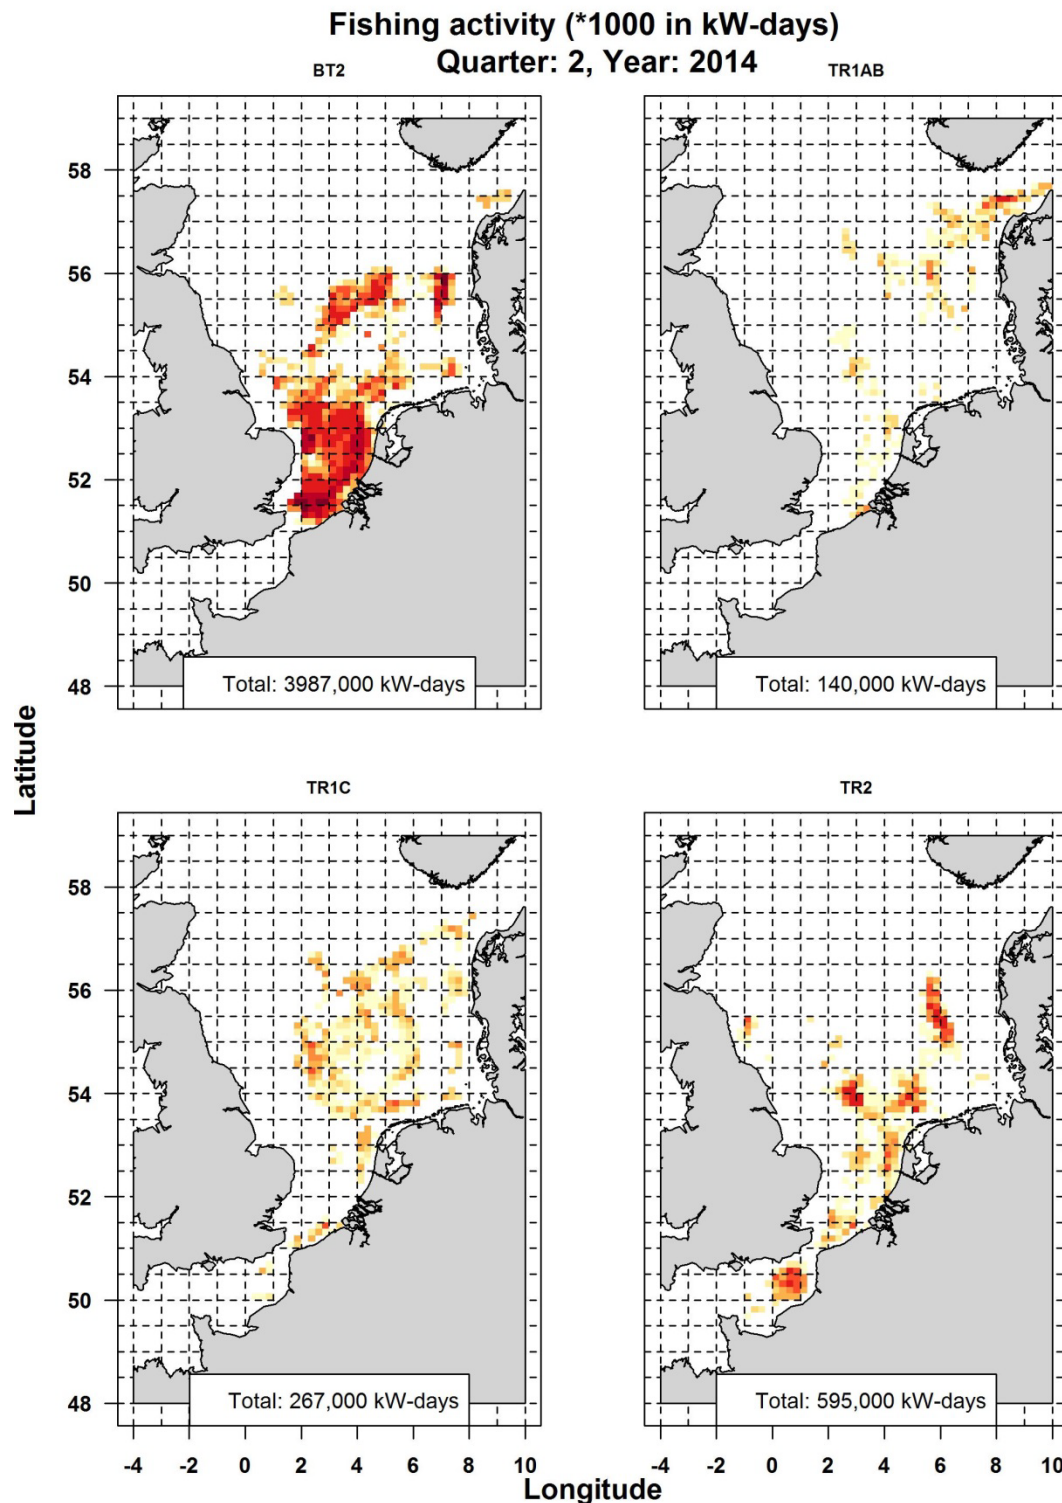 Fishing activity (*1000 in kW-days)
Quarter: 2, Year: 2014
BT2
TR1AB
58
56
54
52
50
48
Total: 3987,000 kW-days
Total: 140,000 kW-days
Latitude
TR1C
TR2
58
56
54
52
50
48
Total: 267,000 kW-days
Total: 595,000 kW-days
-4 -2 0 2 4 6 8 10 -4 -2 0 2 4 6 8 10
Longitude